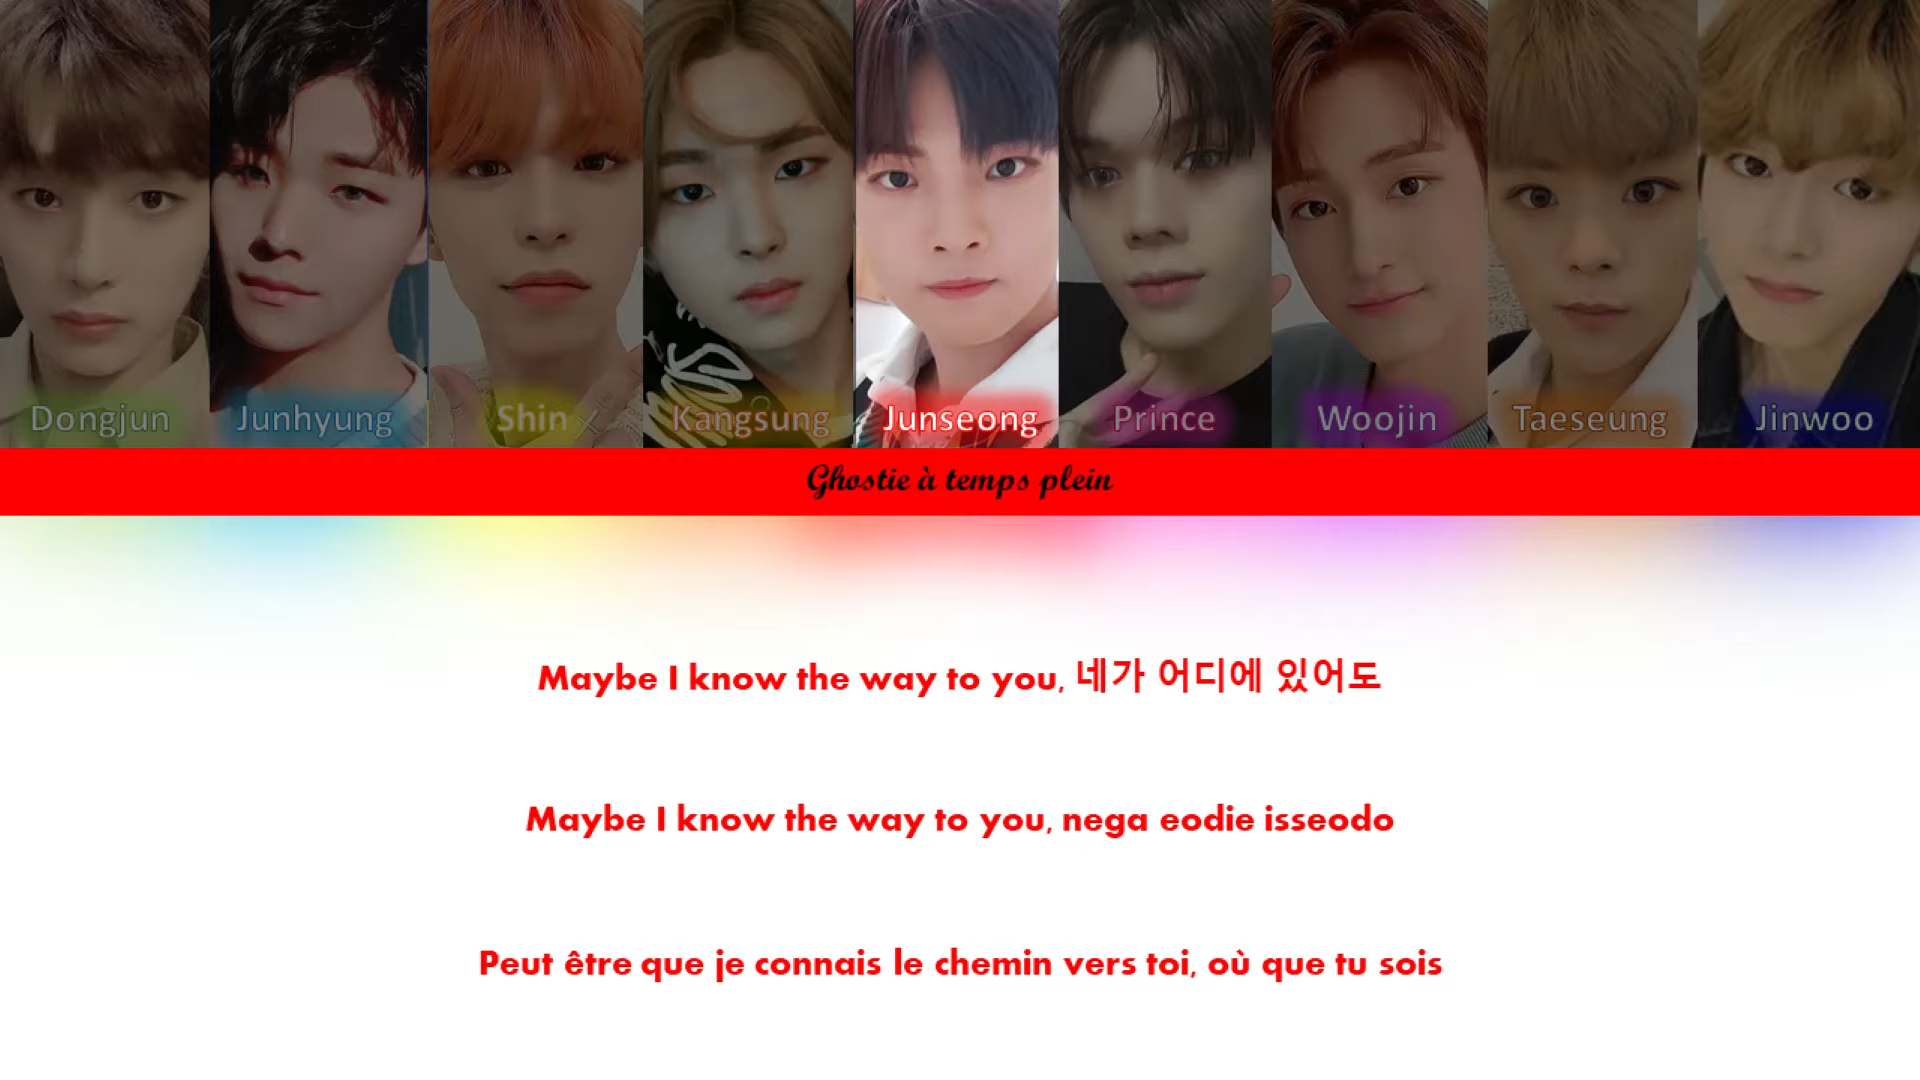 Dongjun Junhyung Shin Kangsung Junseong Prince Woojin Taeseung Jinwoo
Ghostie à temps plein
Maybe I know the way to you, 네가 어디에 있어도
Maybe I know the way to you, nega eodie isseodo
Peut être que je connais le chemin vers toi, où que tu sois